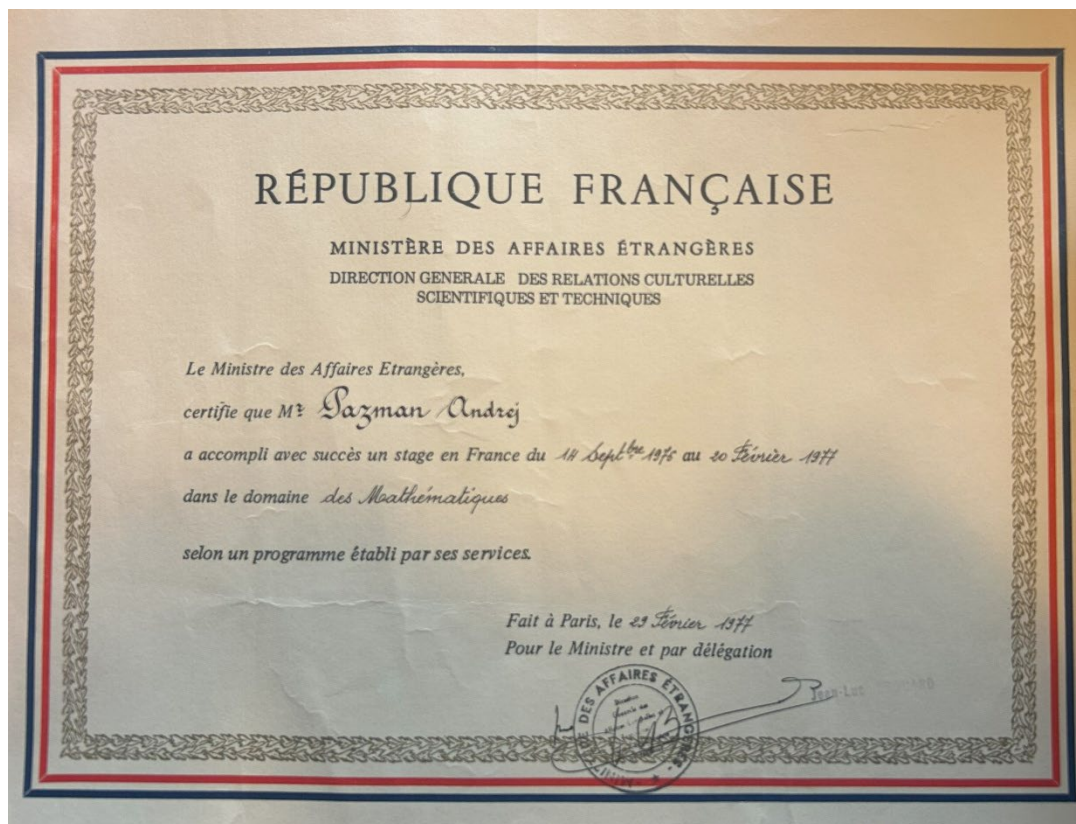 RÉPUBLIQUE FRANÇAISE
MINISTÈRE DES AFFAIRES ÉTRANGÈRES
DIRECTION GENERALE DES RELATIONS CULTURELLES
SCIENTIFIQUES ET TECHNIQUES
Le Ministre des Affaires Etrangères,
certifie que Mr Pazman Andrej
a accompli avec succès un stage en France du 14 Septbre 1976 au 20 Février 1977
dans le domaine des Mathématiques
selon un programme établi par ses services.
Fait à Paris, le Février 1977
Pour le Ministre et par délégation
DES AFFAIRES ÉTRANGÈRES
Jean-Luc